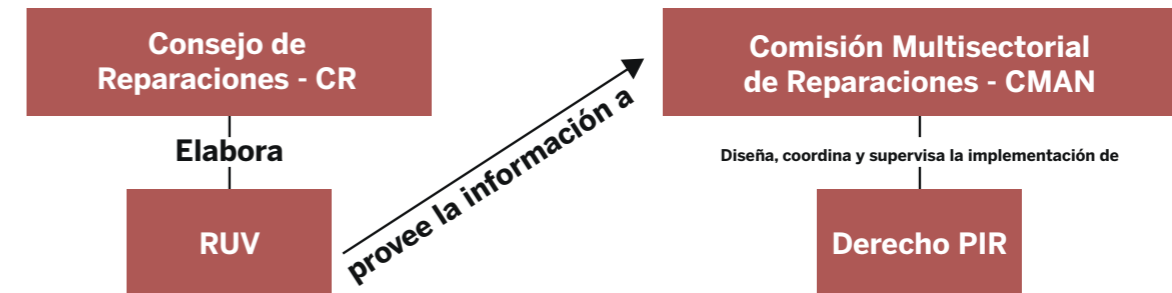 Consejo de
Reparaciones - CR
Elabora
RUV
provee la información a
Comisión Multisectorial
de Reparaciones - CMAN
Diseña, coordina y supervisa la implementación de
Derecho PIR